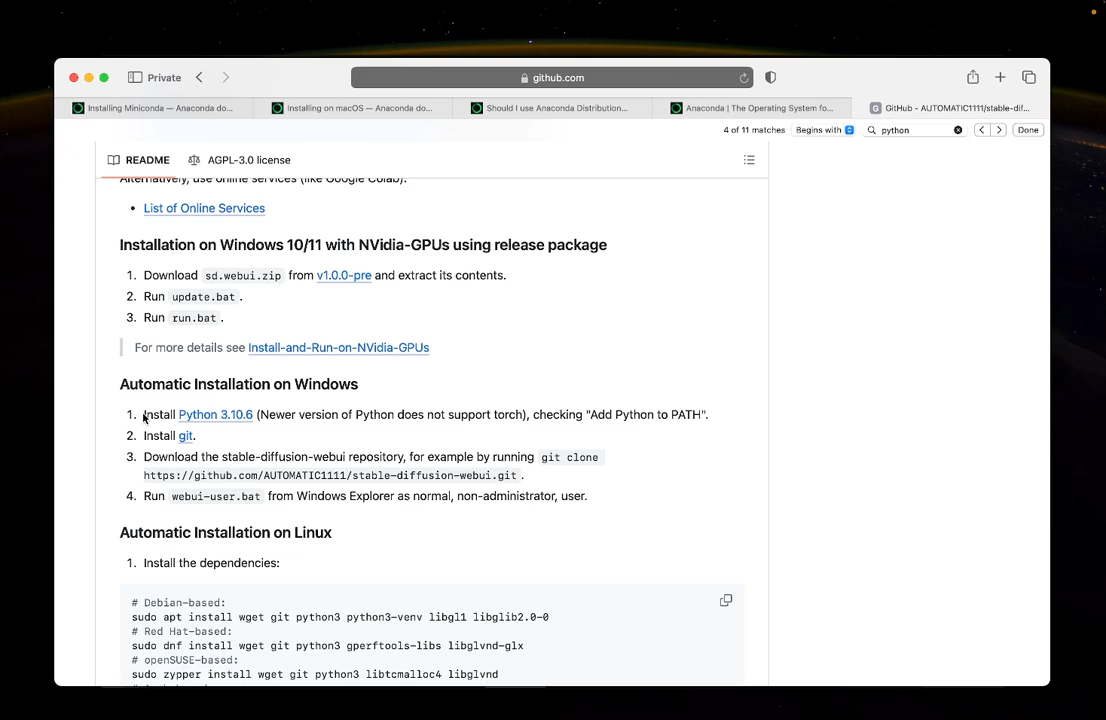 Private
github.com
Installing Miniconda — Anaconda do...
Installing on macOS — Anaconda do...
Should I use Anaconda Distribution...
Anaconda | The Operating System fo...
GitHub - AUTOMATIC1111/stable-dif...
4 of 11 matches
Begins with
python
Done
README
AGPL-3.0 license
Alternatively, use online services (like Google Colab):
• List of Online Services
Installation on Windows 10/11 with NVidia-GPUs using release package
1. Download sd.webui.zip from v1.0.0-pre and extract its contents.
2. Run update.bat.
3. Run run.bat.
For more details see Install-and-Run-on-NVidia-GPUs
Automatic Installation on Windows
1. Install Python 3.10.6 (Newer version of Python does not support torch), checking "Add Python to PATH".
2. Install git.
3. Download the stable-diffusion-webui repository, for example by running git clone
https://github.com/AUTOMATIC1111/stable-diffusion-webui.git.
4. Run webui-user.bat from Windows Explorer as normal, non-administrator, user.
Automatic Installation on Linux
1. Install the dependencies:
# Debian-based:
sudo apt install wget git python3 python3-venv libgl1 libglib2.0-0
# Red Hat-based:
sudo dnf install wget git python3 gperftools-libs libglvnd-glx
# openSUSE-based:
sudo zypper install wget git python3 libtcmalloc4 libglvnd